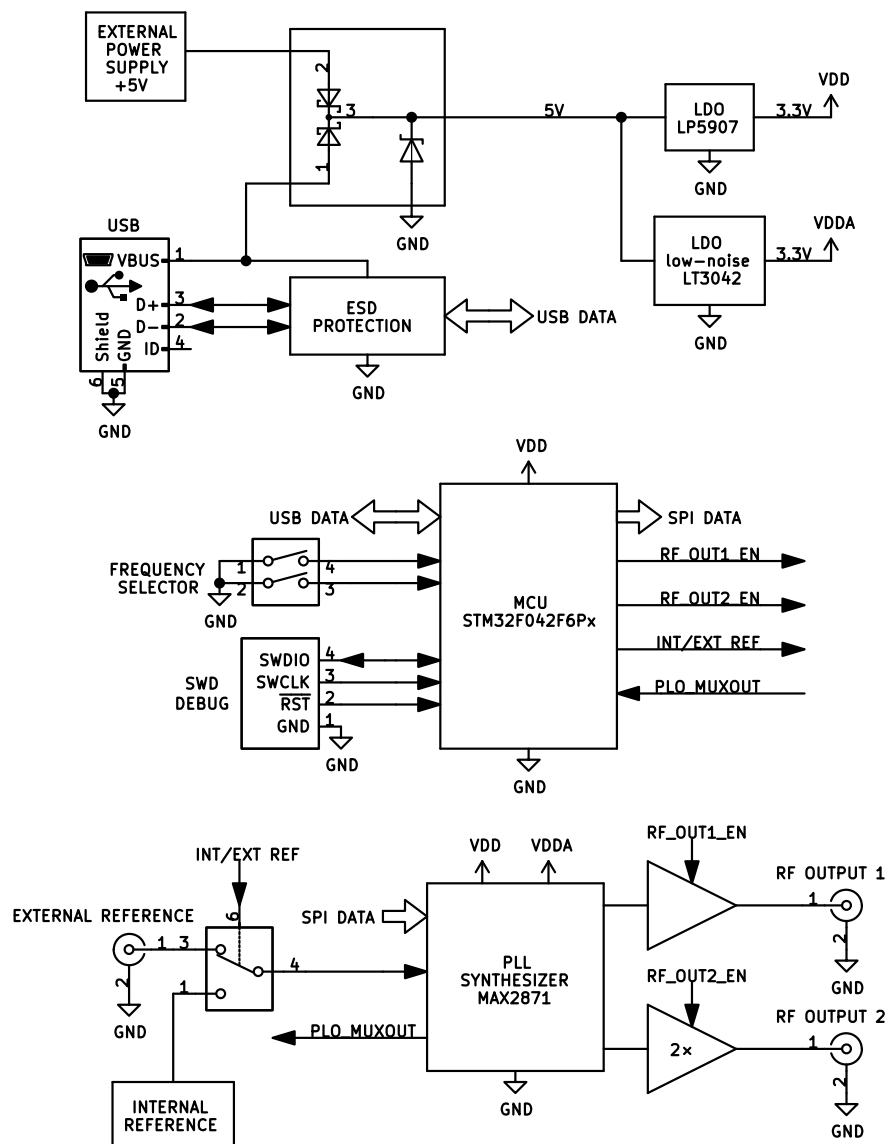 EXTERNAL
POWER
SUPPLY
+5V
2
3
1
5V
LDO
LP5907
3.3V
VDD
GND
GND
LDO
low-noise
LT3042
3.3V
VDDA
GND
USB
VBUS 1
D+ 3
D- 2
ID 4
Shield
GND
6
5
GND
ESD
PROTECTION
USB DATA
GND
VDD
USB DATA
SPI DATA
FREQUENCY
SELECTOR
1
4
2
3
GND
MCU
STM32F042F6Px
RF_OUT1_EN
RF_OUT2_EN
INT/EXT REF
PLO_MUXOUT
SWD
DEBUG
SWDIO 4
SWCLK 3
RST 2
GND 1
GND
GND
INT/EXT REF
6
EXTERNAL REFERENCE
1 3
4
2
1
GND
INTERNAL
REFERENCE
VDD
VDDA
SPI DATA
PLL
SYNTHESIZER
MAX2871
PLO_MUXOUT
GND
RF_OUT1_EN
RF OUTPUT 1
1
2
GND
RF_OUT2_EN
2x
RF OUTPUT 2
1
2
GND